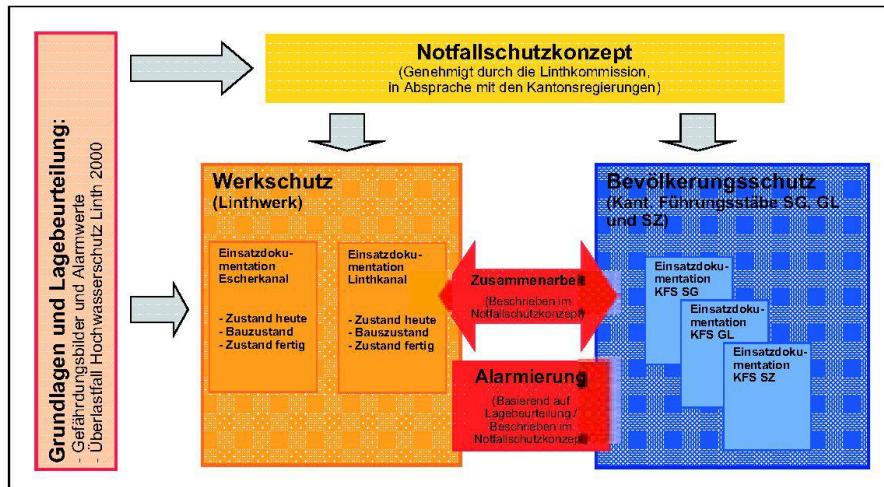 Grundlagen und Lagebeurteilung:
- Gefährdungsbilder und Alarmwerte
- Überlastfall Hochwasserschutz Linth 2000
Notfallschutzkonzept
(Genehmigt durch die Linthkommission,
in Absprache mit den Kantonsregierungen)
Werkschutz
(Linthwerk)
Einsatzdoku-
mentation
Escherkanal
- Zustand heute
- Bauzustand
- Zustand fertig
Einsatzdoku-
mentation
Linthkanal
- Zustand heute
- Bauszustand
- Zustand fertig
Zusammenarbeit
(Beschrieben im
Notfallschutzkonzept)
Alarmierung
(Basierend auf
Lagebeurteilung /
Beschrieben im
Notfallschutzkonzept)
Bevölkerungsschutz
(Kant. Führungsstäbe SG, GL
und SZ)
Einsatzdoku-
mentation
KFS SG
Einsatzdoku-
mentation
KFS GL
Einsatzdoku-
mentation
KFS SZ